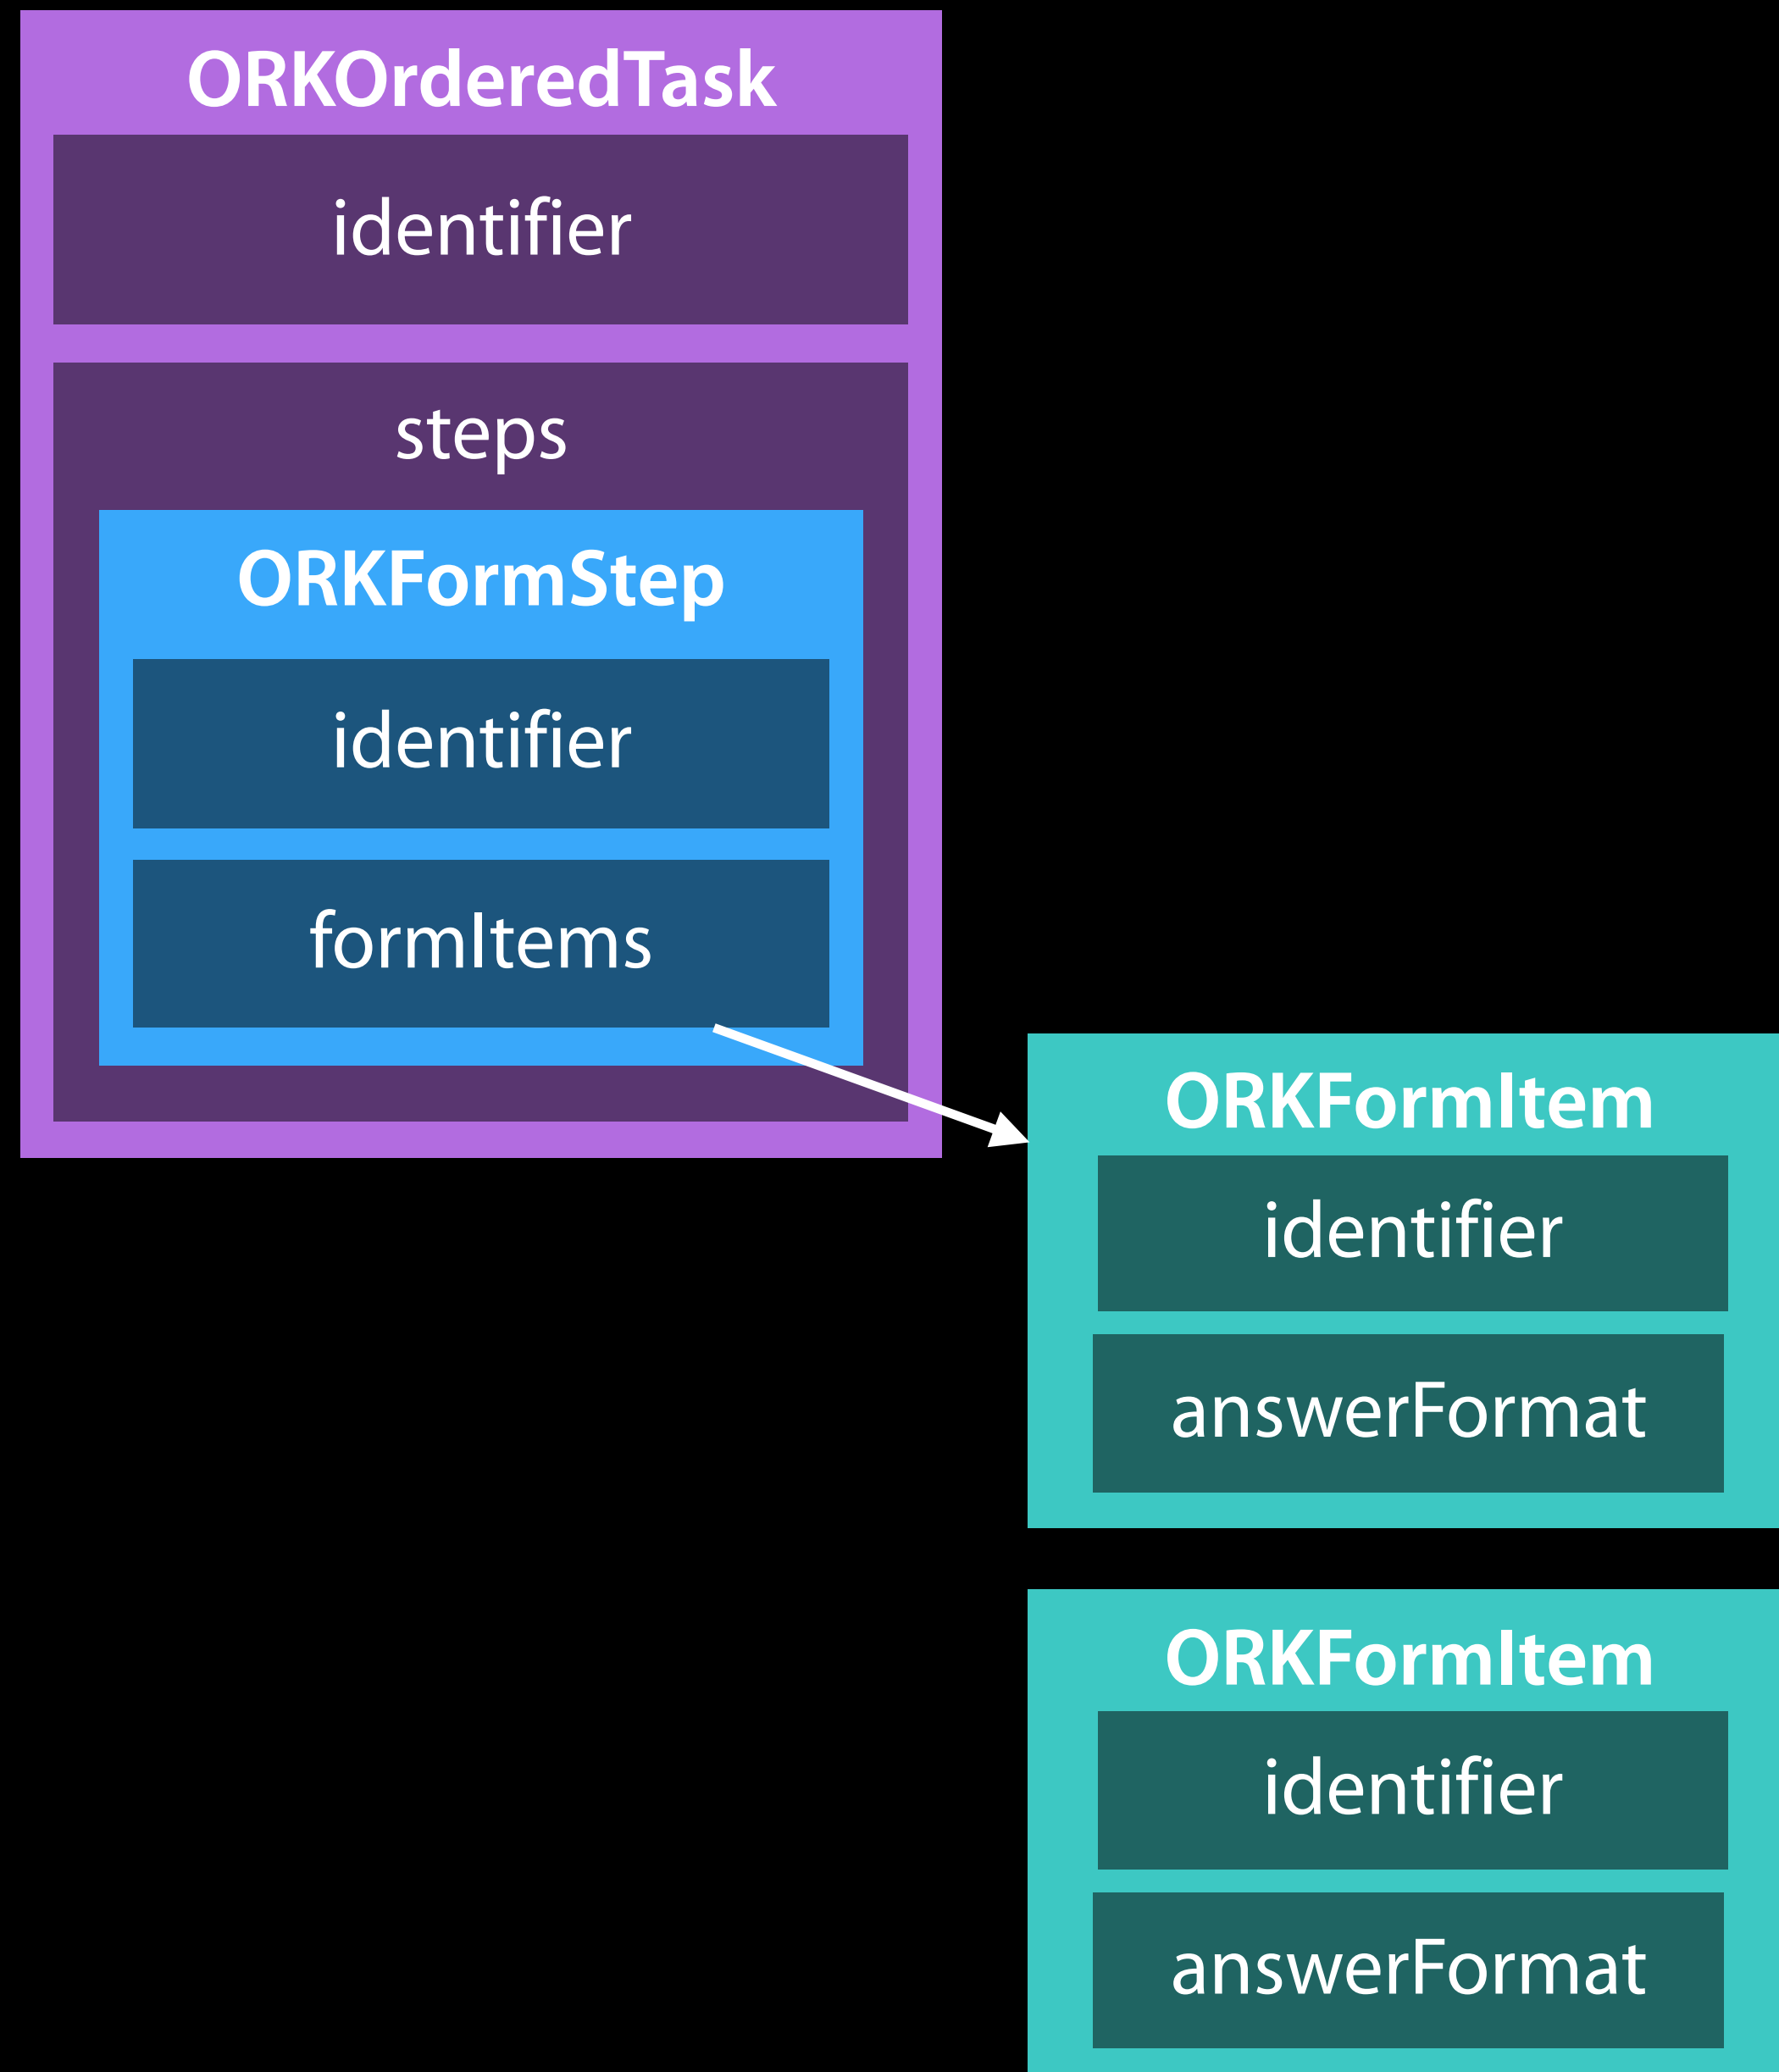 ORKOrderedTask
identifier
steps
ORKFormStep
identifier
formItems
ORKFormItem
identifier
answerFormat
ORKFormItem
identifier
answerFormat